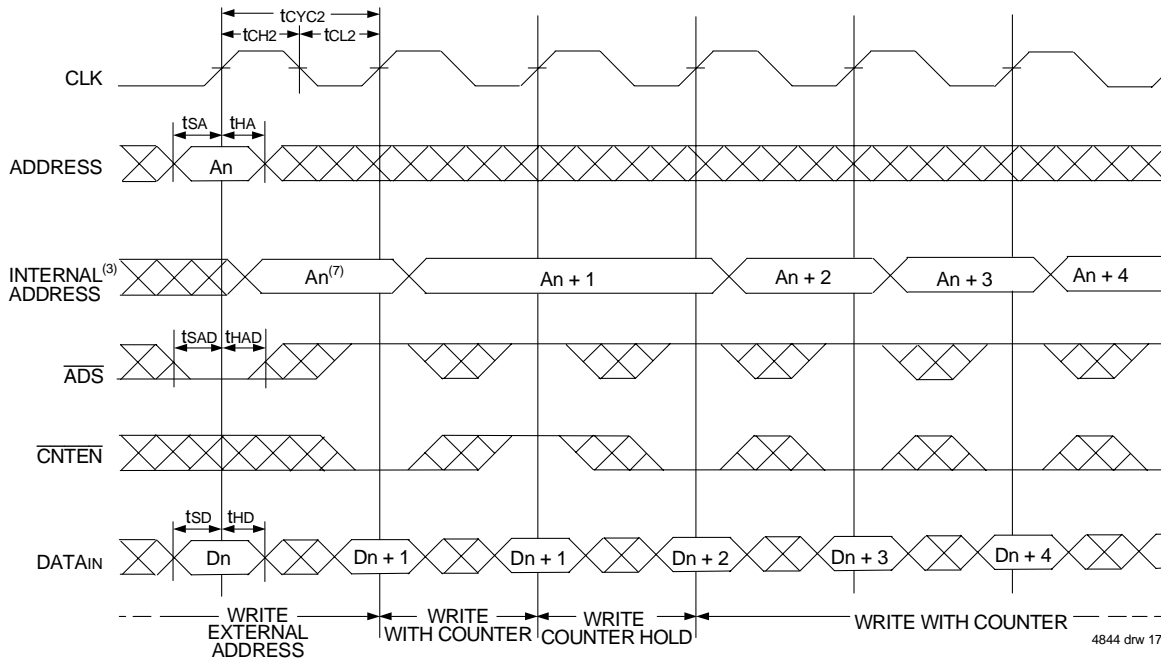 tCYC2
tCH2 tCL2
CLK
tSA tHA
ADDRESS An
INTERNAL(3) ADDRESS An(7) An + 1 An + 2 An + 3 An + 4
tSAD tHAD
ADS
CNTEN
tSD tHD
DATAIN Dn Dn + 1 Dn + 1 Dn + 2 Dn + 3 Dn + 4
WRITE EXTERNAL ADDRESS
WRITE WITH COUNTER
WRITE COUNTER HOLD
WRITE WITH COUNTER
4844 drw 17